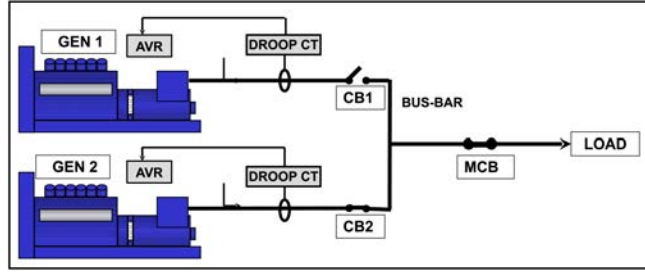 GEN 1
AVR
DROOP CT
CB1
BUS-BAR
MCB
LOAD
GEN 2
AVR
DROOP CT
CB2